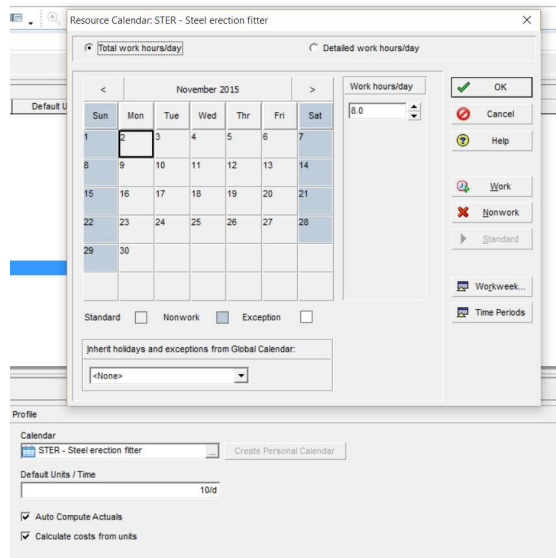 Resource Calendar: STER - Steel erection fitter
Total work hours/day
Detailed work hours/day
< November 2015 >
Sun Mon Tue Wed Thr Fri Sat
1 2 3 4 5 6 7
8 9 10 11 12 13 14
15 16 17 18 19 20 21
22 23 24 25 26 27 28
29 30
Work hours/day
8.0
OK
Cancel
Help
Work
Nonwork
Standard
Workweek...
Time Periods
Standard Nonwork Exception
Inherit holidays and exceptions from Global Calendar:
<None>
Default U
Profile
Calendar
STER - Steel erection fitter ... Create Personal Calendar
Default Units / Time
10/d
Auto Compute Actuals
Calculate costs from units